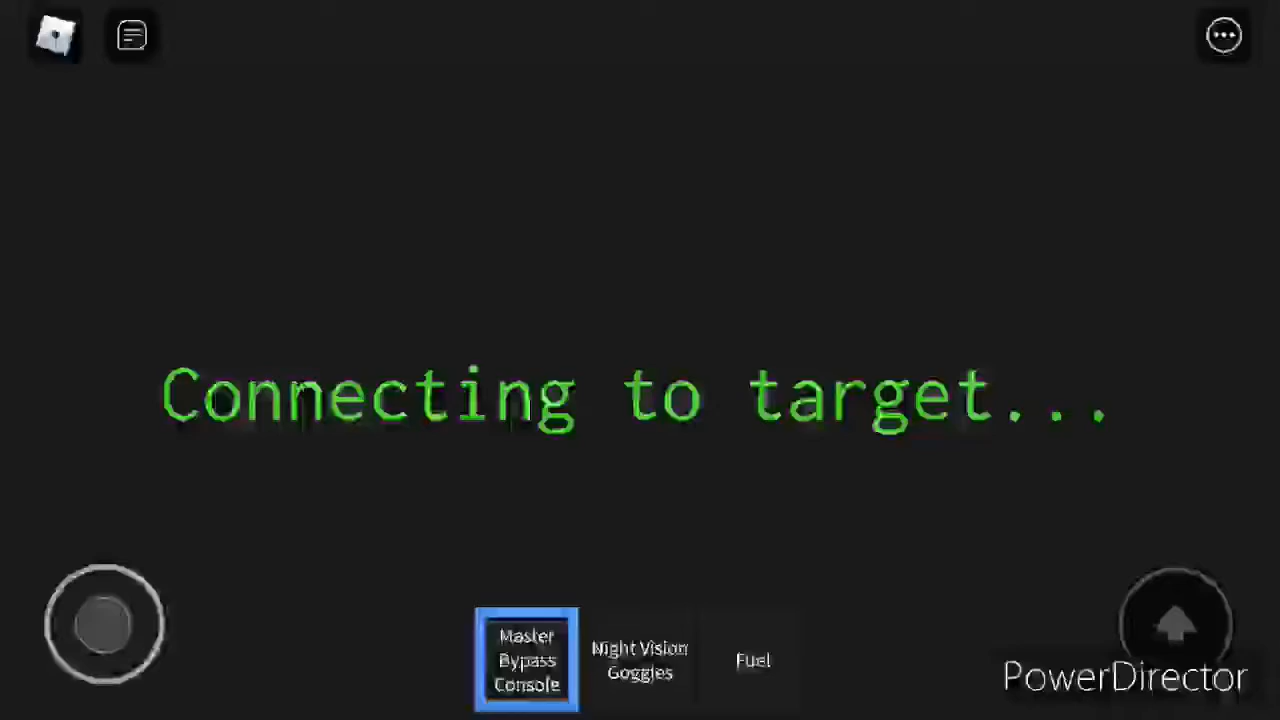 Connecting to target...
Master
Bypass
Console
Night Vision
Goggles
Fuel
PowerDirector